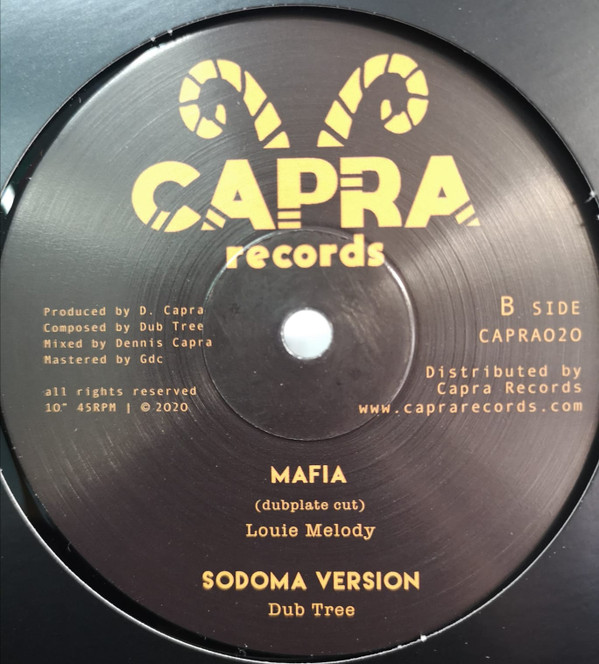 CAPRA
records
Produced by D. Capra
Composed by Dub Tree
Mixed by Dennis Capra
Mastered by Gdc
all rights reserved
10" 45RPM | © 2020
B SIDE
CAPRA020
Distributed by
Capra Records
www.caprarecords.com
MAFIA
(dubplate cut)
Louie Melody
SODOMA VERSION
Dub Tree